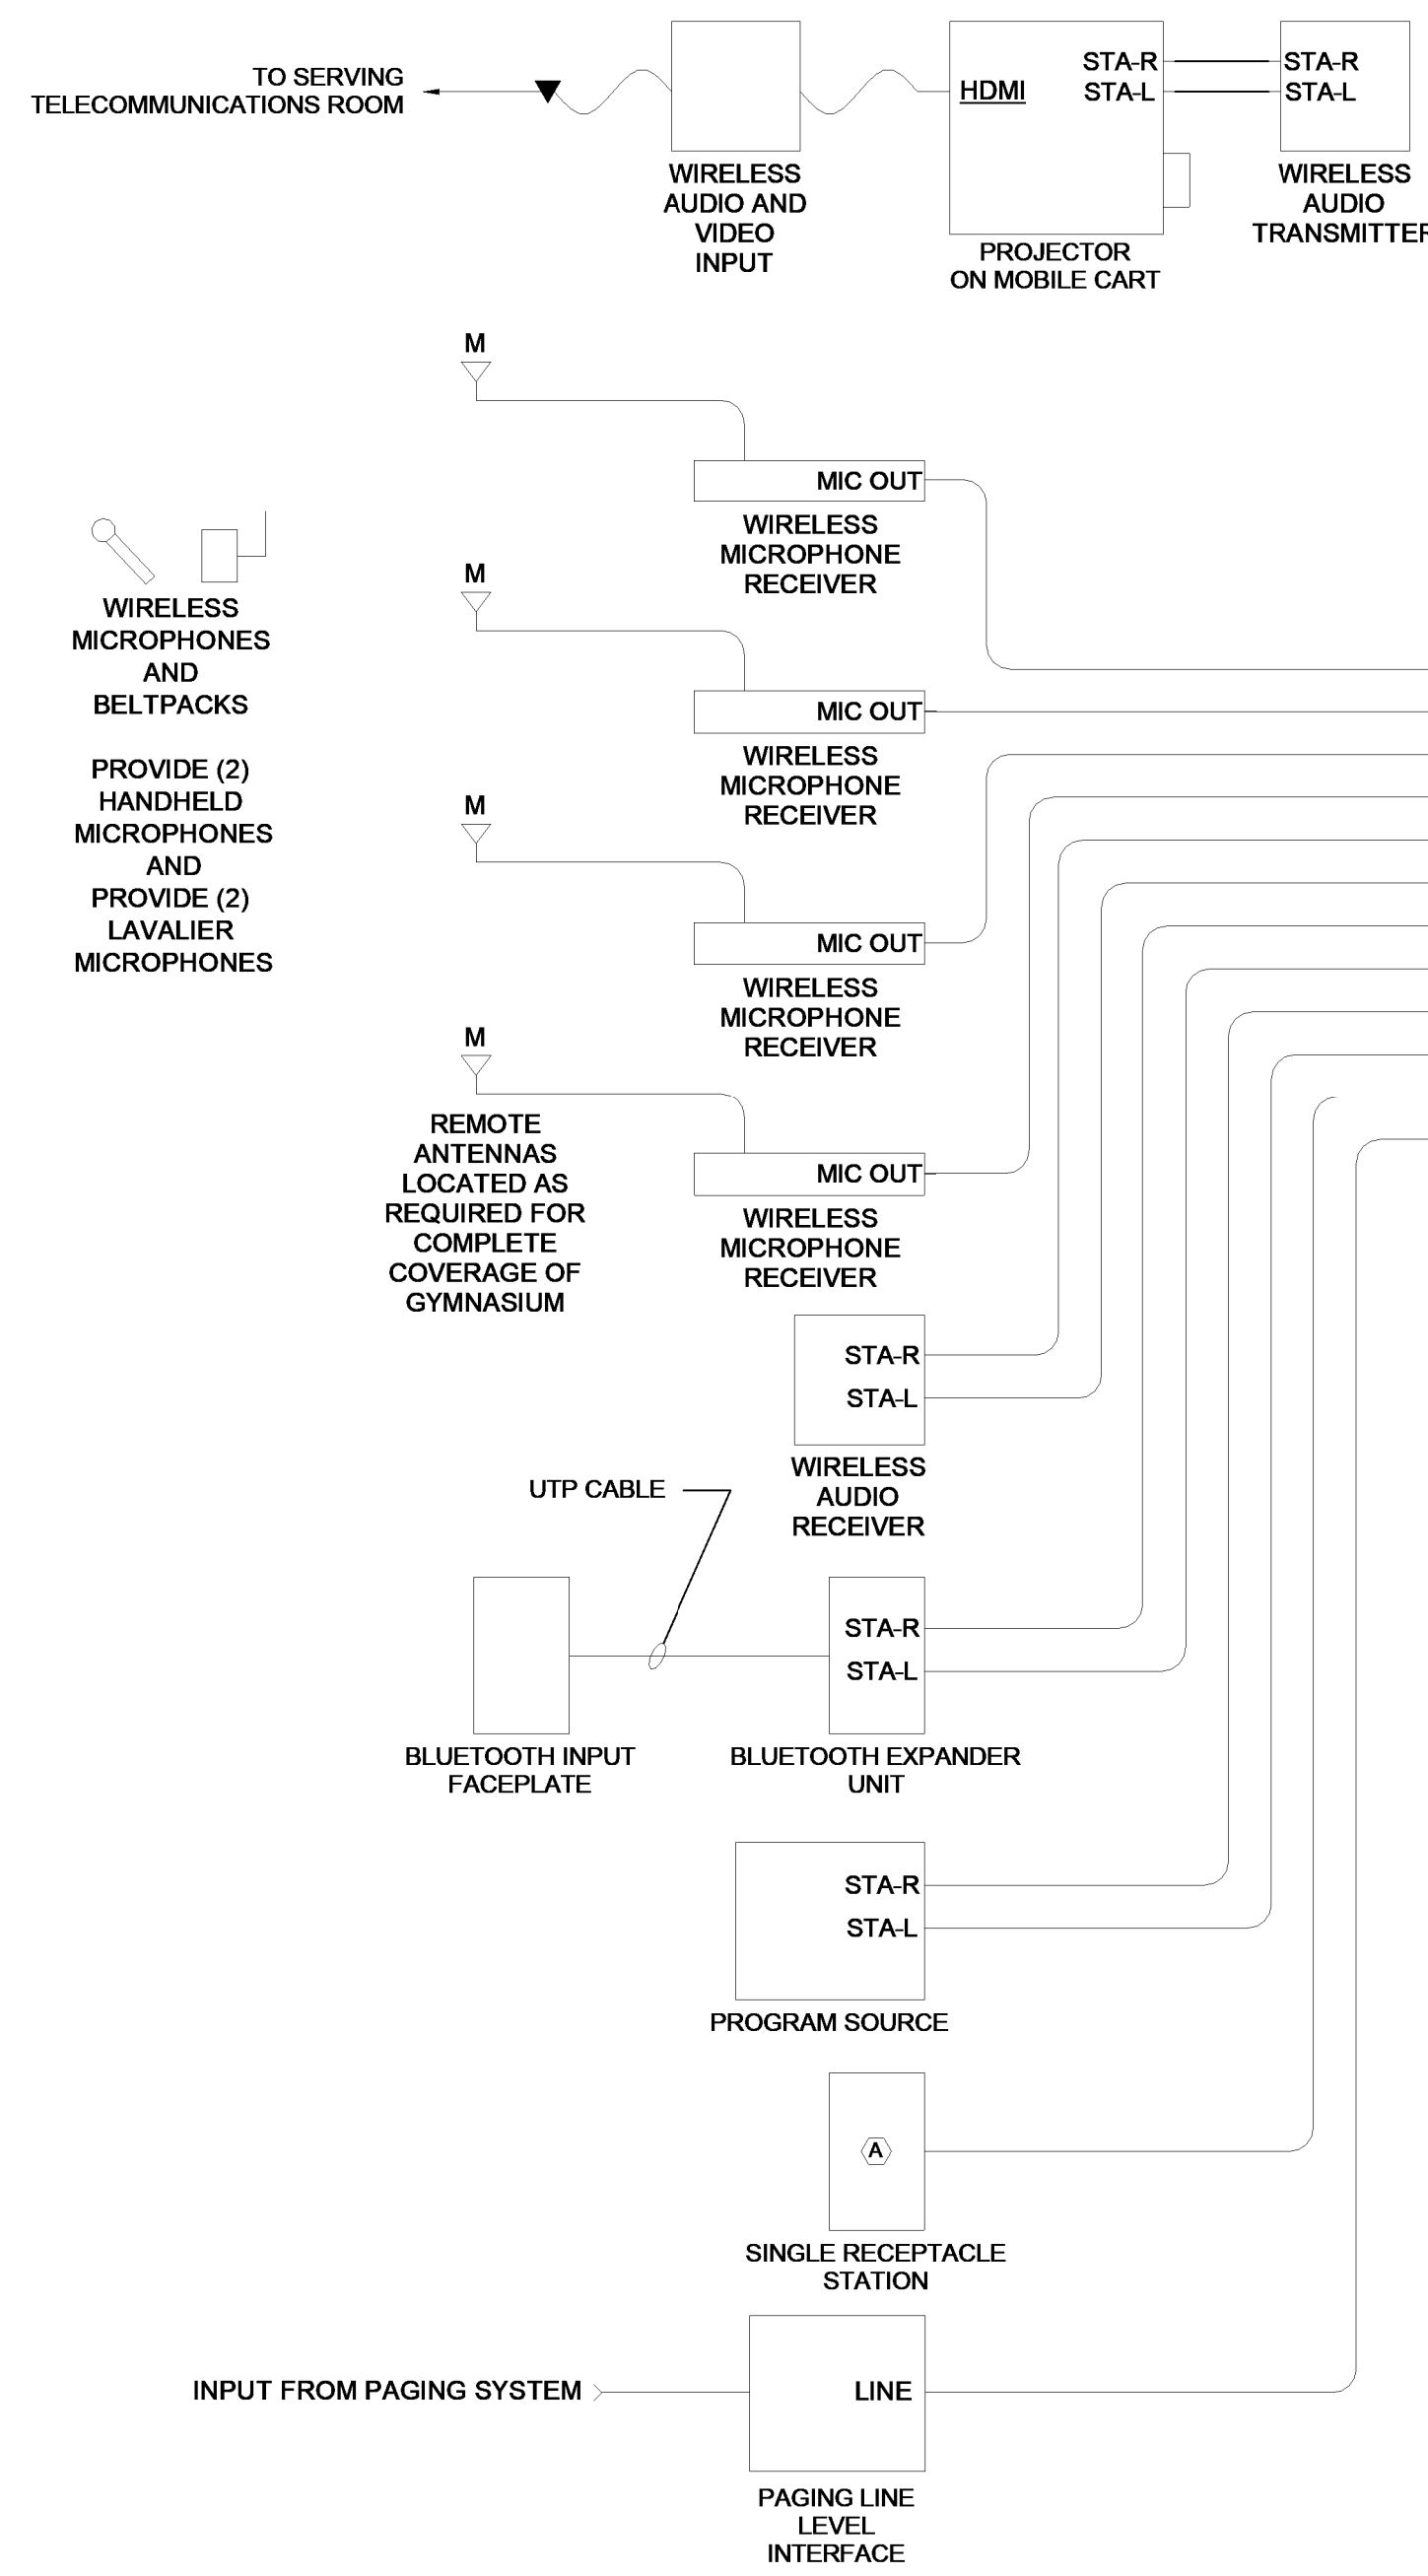 TO SERVING
TELECOMMUNICATIONS ROOM
WIRELESS
AUDIO AND
VIDEO
INPUT
HDMI
STA-R
STA-L
PROJECTOR
ON MOBILE CART
STA-R
STA-L
WIRELESS
AUDIO
TRANSMITTER
M
MIC OUT
WIRELESS
MICROPHONE
RECEIVER
WIRELESS
MICROPHONES
AND
BELTPACKS
PROVIDE (2)
HANDHELD
MICROPHONES
AND
PROVIDE (2)
LAVALIER
MICROPHONES
M
MIC OUT
WIRELESS
MICROPHONE
RECEIVER
M
MIC OUT
WIRELESS
MICROPHONE
RECEIVER
M
REMOTE
ANTENNAS
LOCATED AS
REQUIRED FOR
COMPLETE
COVERAGE OF
GYMNASIUM
MIC OUT
WIRELESS
MICROPHONE
RECEIVER
STA-R
STA-L
WIRELESS
AUDIO
RECEIVER
UTP CABLE
BLUETOOTH INPUT
FACEPLATE
STA-R
STA-L
BLUETOOTH EXPANDER
UNIT
STA-R
STA-L
PROGRAM SOURCE
A
SINGLE RECEPTACLE
STATION
INPUT FROM PAGING SYSTEM
LINE
PAGING LINE
LEVEL
INTERFACE